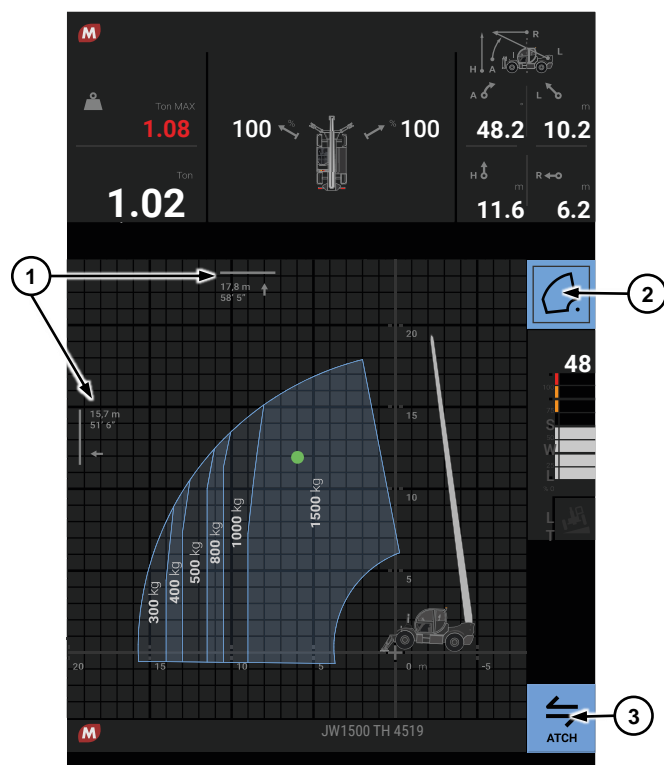 M
R
H
A
L
Ton MAX
1.08
Ton
1.02
100
%
%
100
A
48.2
L
m
10.2
H
m
11.6
R
m
6.2
1
17,8 m
58' 5"
2
20
48
15,7 m
51' 6"
15
S
W
L
10
300 kg
400 kg
500 kg
800 kg
1000 kg
1500 kg
L
T
5
20
15
10
5
0 m
-5
M
JW1500 TH 4519
ATCH
3